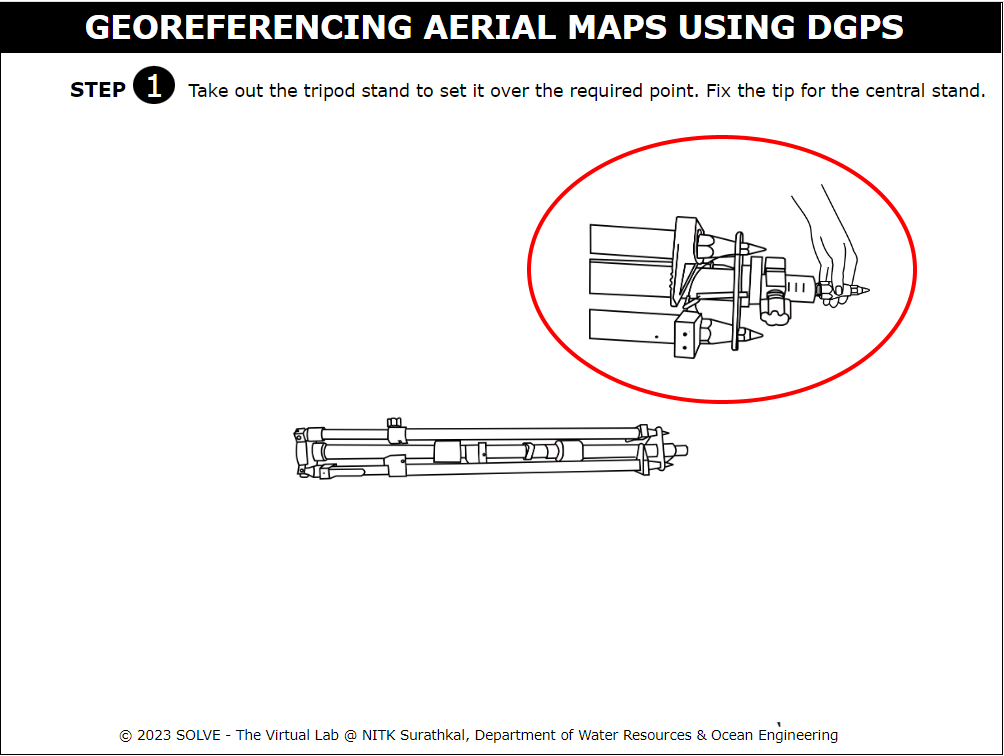 GEOREFERENCING AERIAL MAPS USING DGPS
STEP 1 Take out the tripod stand to set it over the required point. Fix the tip for the central stand.
© 2023 SOLVE - The Virtual Lab @ NITK Surathkal, Department of Water Resources & Ocean Engineering